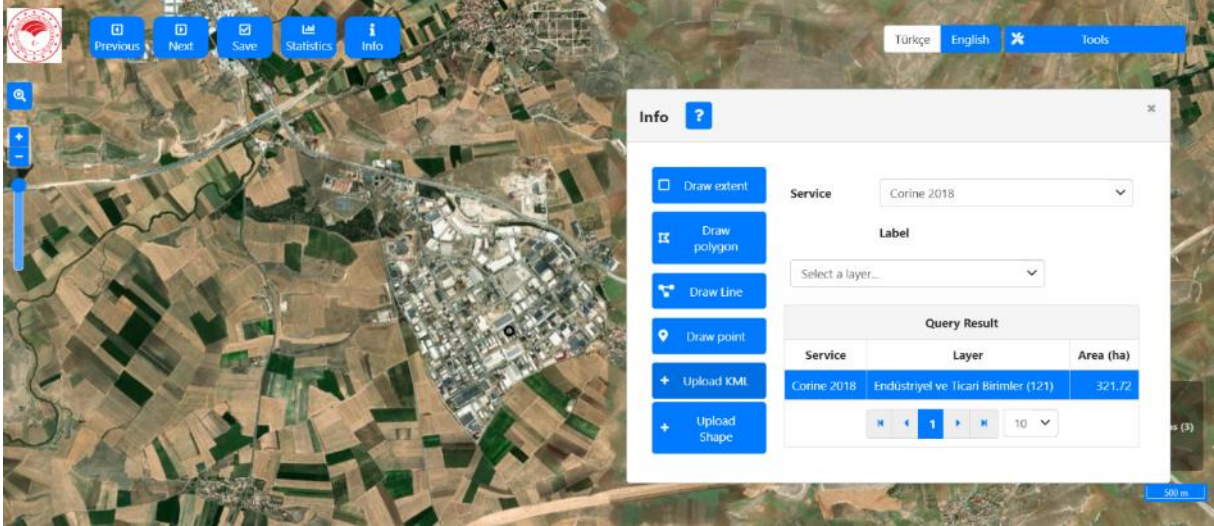 Previous
Next
Save
Statistics
Info
Türkçe
English
Tools
+
−
Info
?
×
Draw extent
Draw
polygon
Draw Line
Draw point
+ Upload KML
+ Upload
Shape
Service
Corine 2018
Label
Select a layer...
Query Result
Service Layer Area (ha)
Corine 2018 Endüstriyel ve Ticari Birimler (121) 321.72
1
10
(3)
500 m